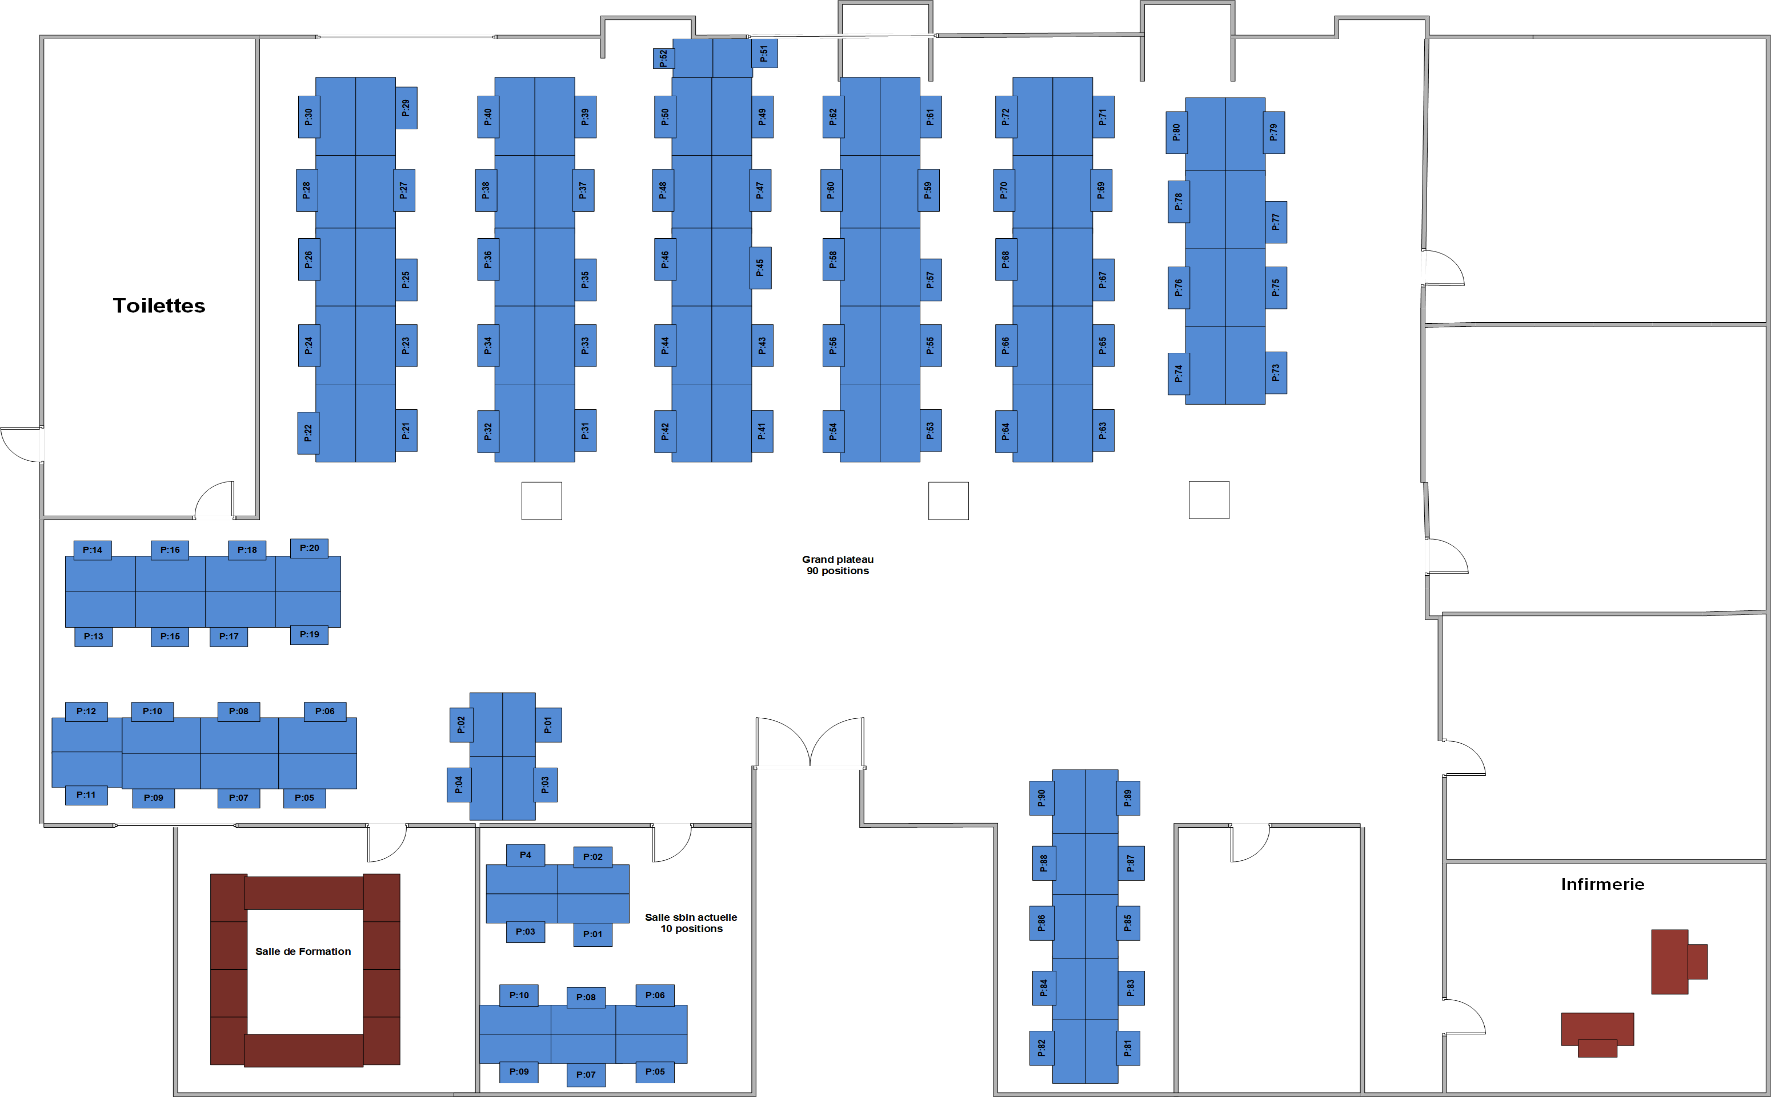 P:52
P:51
P:30
P:29
P:40
P:39
P:50
P:49
P:62
P:61
P:72
P:71
P:80
P:79
P:28
P:27
P:38
P:37
P:48
P:47
P:60
P:59
P:70
P:69
P:78
P:77
P:26
P:25
P:36
P:35
P:46
P:45
P:58
P:57
P:68
P:67
P:76
P:75
Toilettes
P:24
P:23
P:34
P:33
P:44
P:43
P:56
P:55
P:66
P:65
P:74
P:73
P:22
P:21
P:32
P:31
P:42
P:41
P:54
P:53
P:64
P:63
P:14
P:16
P:18
P:20
Grand plateau
90 positions
P:13
P:15
P:17
P:19
P:12
P:10
P:08
P:06
P:02
P:01
P:11
P:09
P:07
P:05
P:04
P:03
P:90
P:89
P4
P:02
P:88
P:87
Infirmerie
Salle sbin actuelle
10 positions
P:03
P:01
P:86
P:85
Salle de Formation
P:10
P:08
P:06
P:84
P:83
P:09
P:07
P:05
P:82
P:81